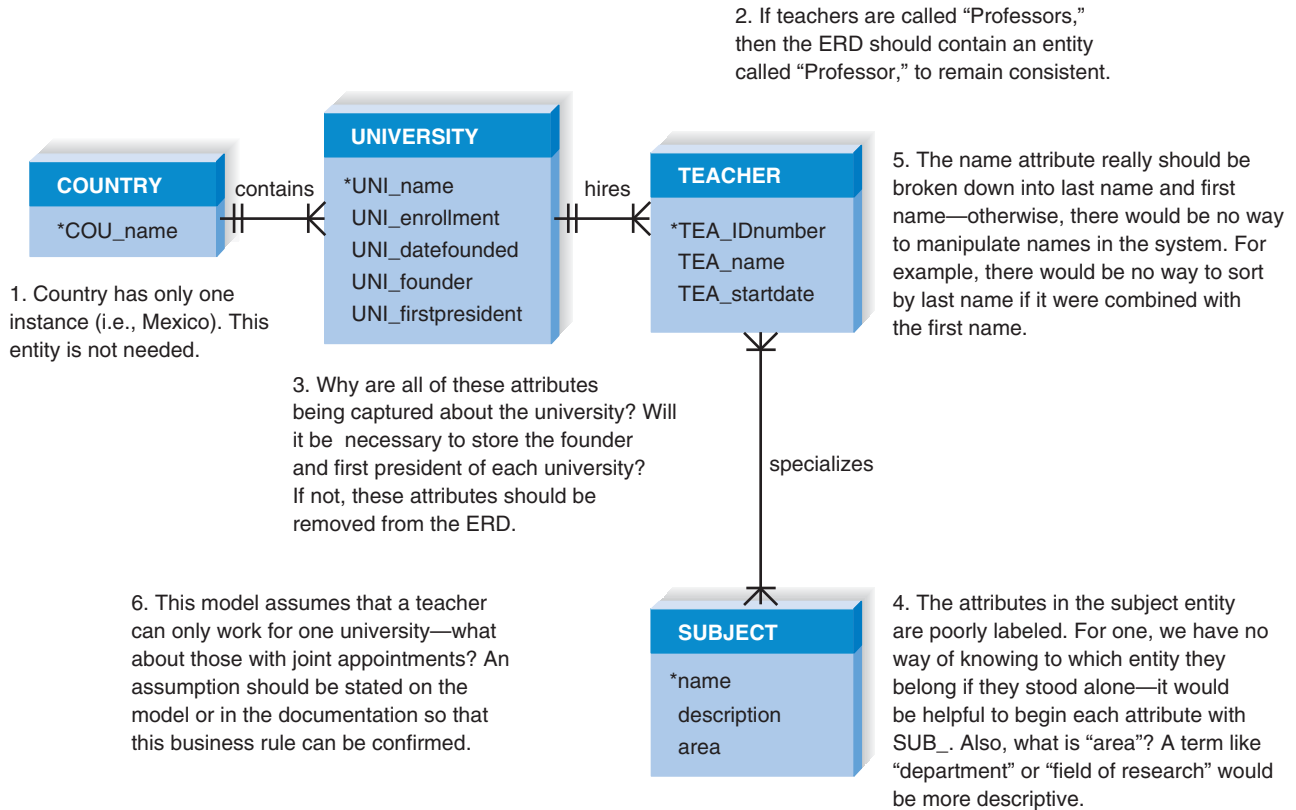 2. If teachers are called “Professors,”
then the ERD should contain an entity
called “Professor,” to remain consistent.
COUNTRY
*COU_name
contains
UNIVERSITY
*UNI_name
UNI_enrollment
UNI_datefounded
UNI_founder
UNI_firstpresident
hires
TEACHER
*TEA_IDnumber
TEA_name
TEA_startdate
5. The name attribute really should be
broken down into last name and first
name—otherwise, there would be no way
to manipulate names in the system. For
example, there would be no way to sort
by last name if it were combined with
the first name.
1. Country has only one
instance (i.e., Mexico). This
entity is not needed.
3. Why are all of these attributes
being captured about the university? Will
it be necessary to store the founder
and first president of each university?
If not, these attributes should be
removed from the ERD.
specializes
6. This model assumes that a teacher
can only work for one university—what
about those with joint appointments? An
assumption should be stated on the
model or in the documentation so that
this business rule can be confirmed.
SUBJECT
*name
description
area
4. The attributes in the subject entity
are poorly labeled. For one, we have no
way of knowing to which entity they
belong if they stood alone—it would
be helpful to begin each attribute with
SUB_. Also, what is “area”? A term like
“department” or “field of research” would
be more descriptive.